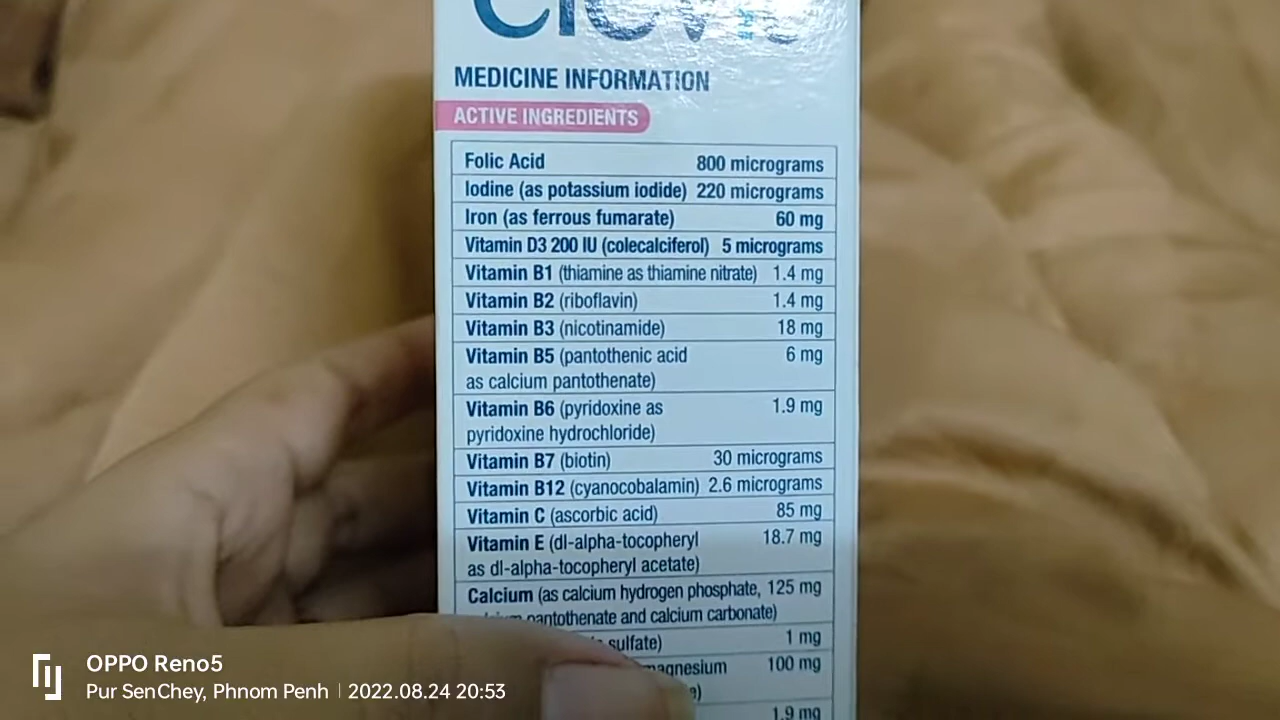 MEDICINE INFORMATION
ACTIVE INGREDIENTS
Folic Acid 800 micrograms
Iodine (as potassium iodide) 220 micrograms
Iron (as ferrous fumarate) 60 mg
Vitamin D3 200 IU (colecalciferol) 5 micrograms
Vitamin B1 (thiamine as thiamine nitrate) 1.4 mg
Vitamin B2 (riboflavin) 1.4 mg
Vitamin B3 (nicotinamide) 18 mg
Vitamin B5 (pantothenic acid 6 mg
as calcium pantothenate)
Vitamin B6 (pyridoxine as 1.9 mg
pyridoxine hydrochloride)
Vitamin B7 (biotin) 30 micrograms
Vitamin B12 (cyanocobalamin) 2.6 micrograms
Vitamin C (ascorbic acid) 85 mg
Vitamin E (dl-alpha-tocopheryl 18.7 mg
as dl-alpha-tocopheryl acetate)
Calcium (as calcium hydrogen phosphate, 125 mg
pantothenate and calcium carbonate)
sulfate) 1 mg
magnesium 100 mg
1.9 mg
OPPO Reno5
Pur SenChey, Phnom Penh | 2022.08.24 20:53